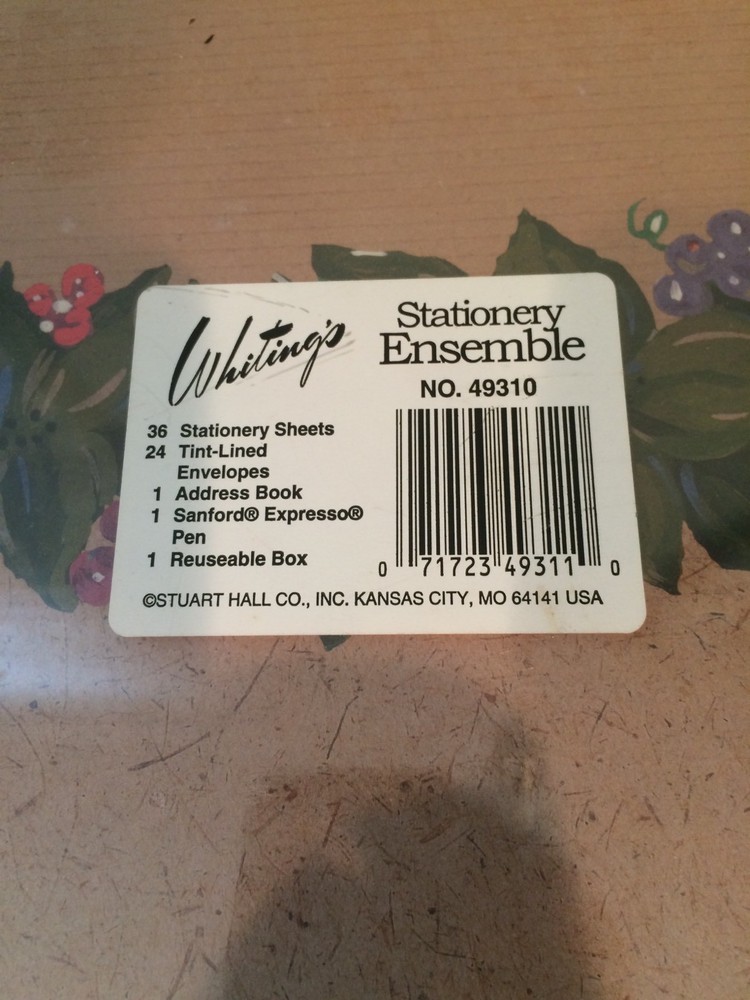 Whiting's
Stationery
Ensemble
NO. 49310
36 Stationery Sheets
24 Tint-Lined
Envelopes
1 Address Book
1 Sanford® Expresso®
Pen
1 Reuseable Box
0 71723 49311 0
©STUART HALL CO., INC. KANSAS CITY, MO 64141 USA